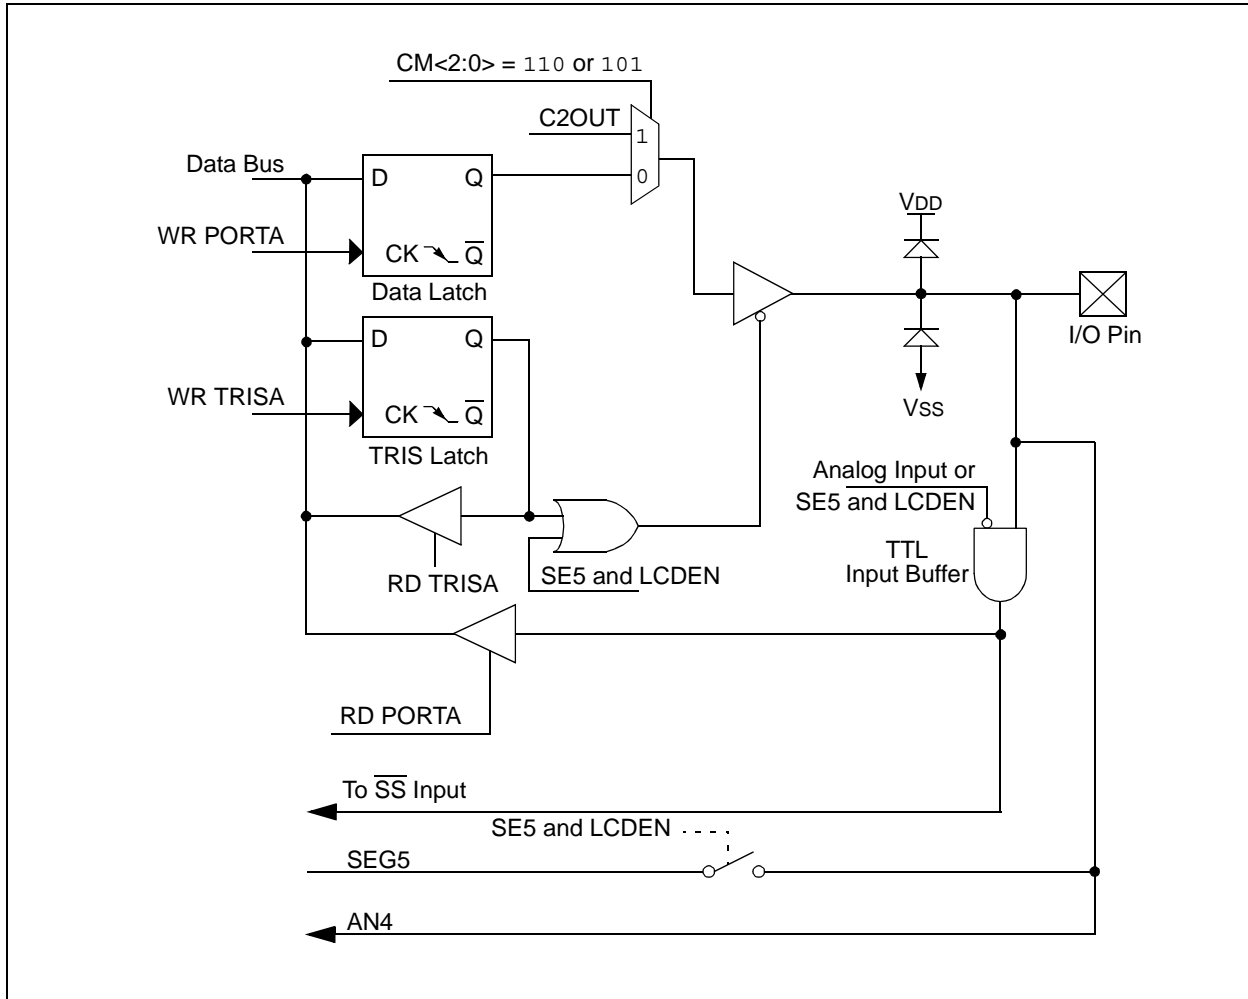 CM<2:0> = 110 or 101
C2OUT
1
0
Data Bus
D
Q
WR PORTA
CK
Q̅
Data Latch
VDD
I/O Pin
VSS
D
Q
WR TRISA
CK
Q̅
TRIS Latch
Analog Input or
SE5 and LCDEN
TTL
Input Buffer
RD TRISA
SE5 and LCDEN
RD PORTA
To S̅S̅ Input
SE5 and LCDEN
SEG5
AN4